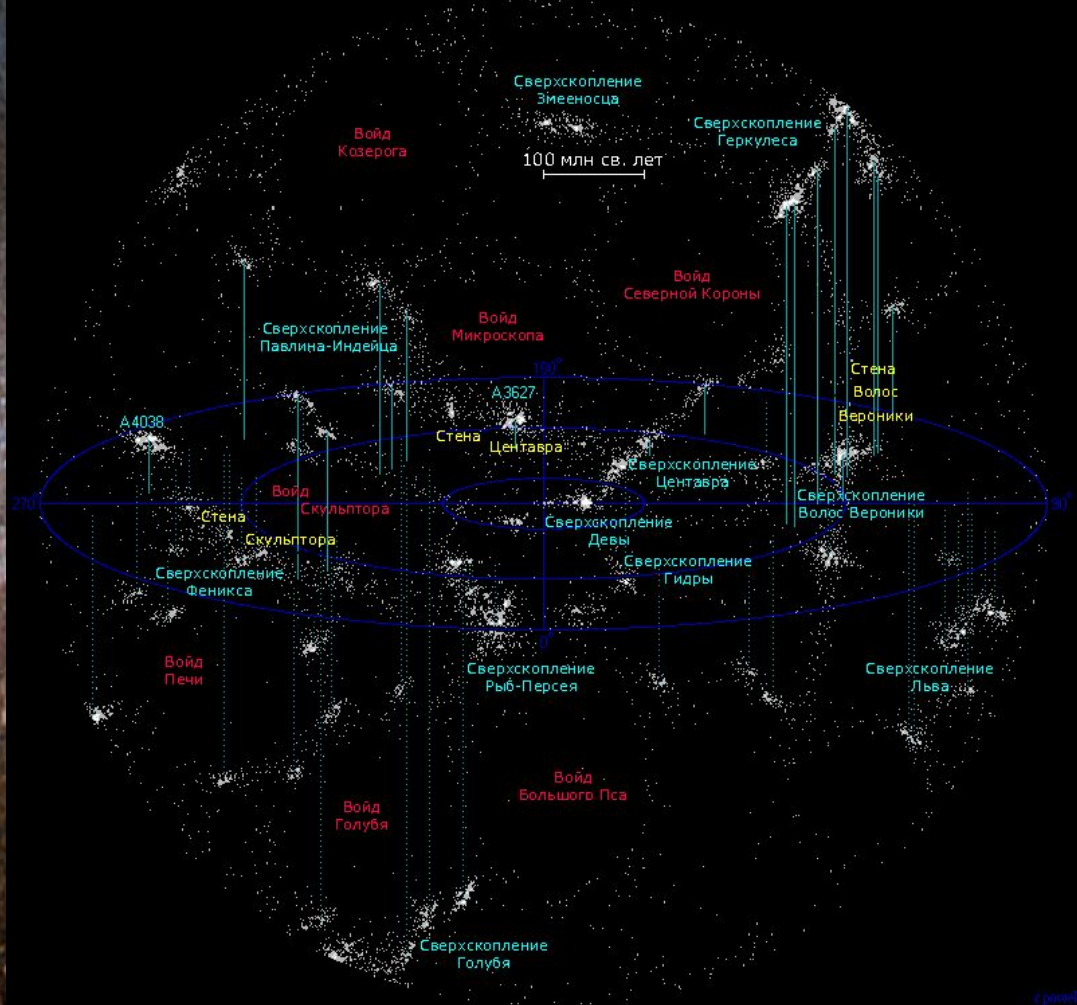 Сверхскопление
Змееносца
Войд
Козерога
Сверхскопление
Геркулеса
100 млн св. лет
Войд
Северной Короны
Войд
Микроскопа
Сверхскопление
Павлина-Индейца
180°
Стена
Волос
Вероники
A3627
A4038
Стена
Центавра
Сверхскопление
Центавра
Войд
Скульптора
270°
90°
Сверхскопление
Волос Вероники
Стена
Скульптора
Сверхскопление
Девы
Сверхскопление
Феникса
Сверхскопление
Гидры
0°
Войд
Печи
Сверхскопление
Рыб-Персея
Сверхскопление
Льва
Войд
Большого Пса
Войд
Голубя
Сверхскопление
Голубя